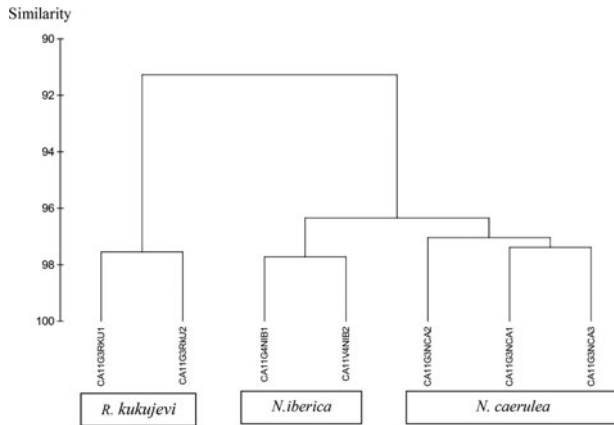 Similarity
90
92
94
96
98
100
CA11G3RKU1
CA11G3RKU2
CA11G4NIB1
CA11V4NIB2
CA11G3NCA2
CA11G3NCA1
CA11G3NCA3
R. kukujevi
N.iberica
N. caerulea